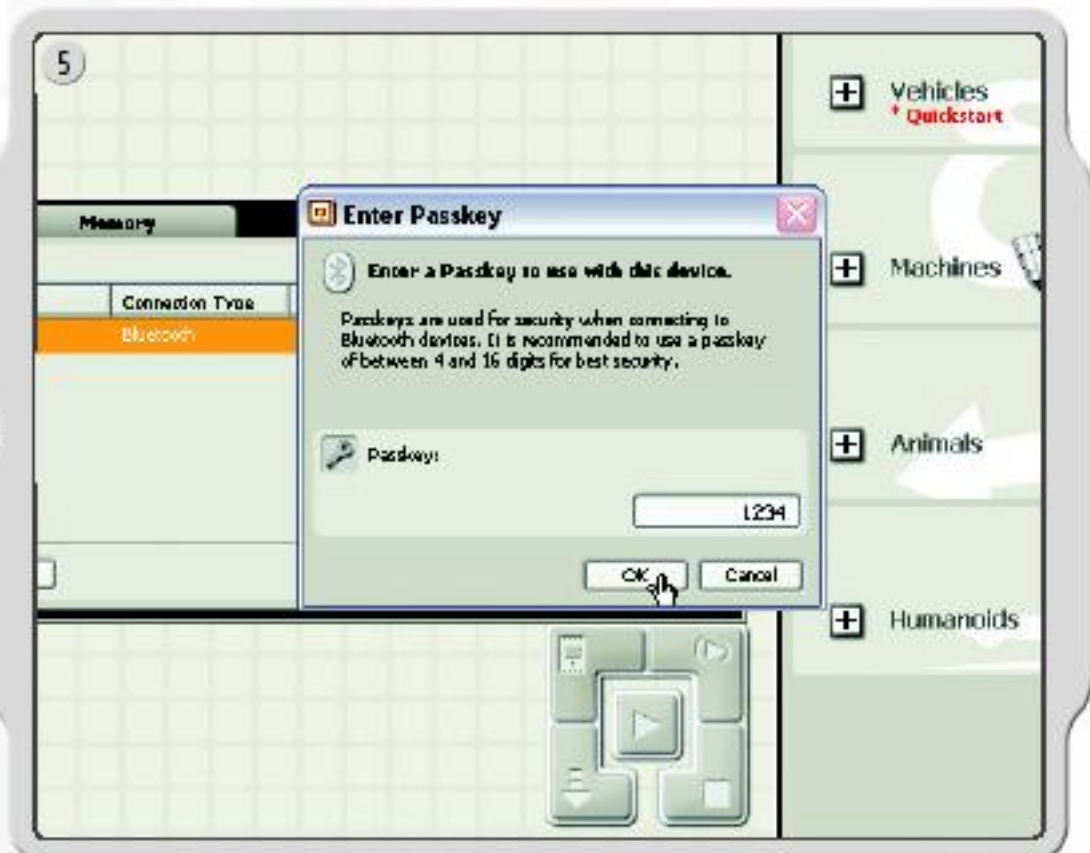 5
Vehicles
* Quickstart
Memory
Enter Passkey
Enter a Passkey to use with this device.
Machines
Connection Type
Bluetooth
Passkeys are used for security when connecting to
Bluetooth devices. It is recommended to use a passkey
of between 4 and 16 digits for best security.
Animals
Passkey:
1234
OK
Cancel
Humanoids